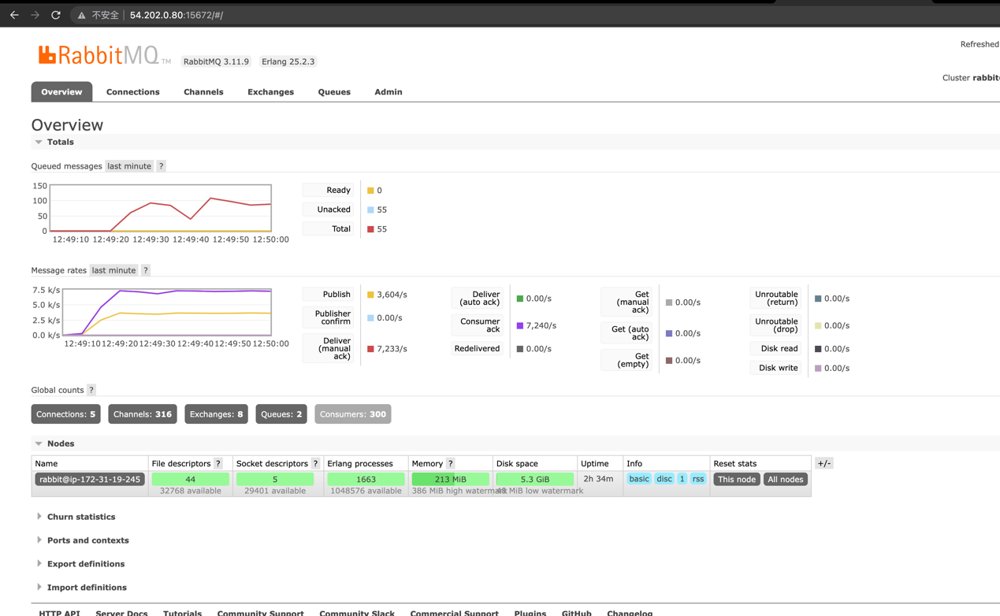 不安全 54.202.0.80:15672/#/
RabbitMQ TM RabbitMQ 3.11.9 Erlang 25.2.3
Refreshed
Cluster rabbit
Overview Connections Channels Exchanges Queues Admin
Overview
Totals
Queued messages last minute ?
150
100
50
0
12:49:10 12:49:20 12:49:30 12:49:40 12:49:50 12:50:00
Ready 0
Unacked 55
Total 55
Message rates last minute ?
7.5 k/s
5.0 k/s
2.5 k/s
0.0 k/s
12:49:10 12:49:20 12:49:30 12:49:40 12:49:50 12:50:00
Publish 3,604/s
Publisher
confirm 0.00/s
Deliver
(manual
ack) 7,233/s
Deliver
(auto ack) 0.00/s
Consumer
ack 7,240/s
Redelivered 0.00/s
Get
(manual
ack) 0.00/s
Get (auto
ack) 0.00/s
Get
(empty) 0.00/s
Unroutable
(return) 0.00/s
Unroutable
(drop) 0.00/s
Disk read 0.00/s
Disk write 0.00/s
Global counts ?
Connections: 5 Channels: 316 Exchanges: 8 Queues: 2 Consumers: 300
Nodes
Name File descriptors ? Socket descriptors ? Erlang processes Memory ? Disk space Uptime Info Reset stats +/-
rabbit@ip-172-31-19-245 44 5 1663 213 MiB 5.3 GiB 2h 34m basic disc 1 rss This node All nodes
32768 available 29401 available 1048576 available 386 MiB high watermark 48 MiB low watermark
Churn statistics
Ports and contexts
Export definitions
Import definitions
HTTP API Server Docs Tutorials Community Support Community Slack Commercial Support Plugins GitHub Changelog